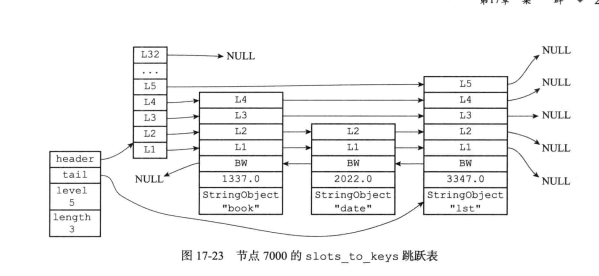 第17章 集 群
L32
NULL
...
NULL
L5
L5
L4
L4
L4
NULL
L3
L3
L3
NULL
L2
L2
L2
L2
NULL
L1
L1
L1
L1
header
BW
BW
BW
tail
NULL
1337.0
2022.0
3347.0
NULL
level
5
StringObject
"book"
StringObject
"date"
StringObject
"lst"
length
3
图 17-23 节点 7000 的 slots_to_keys 跳跃表